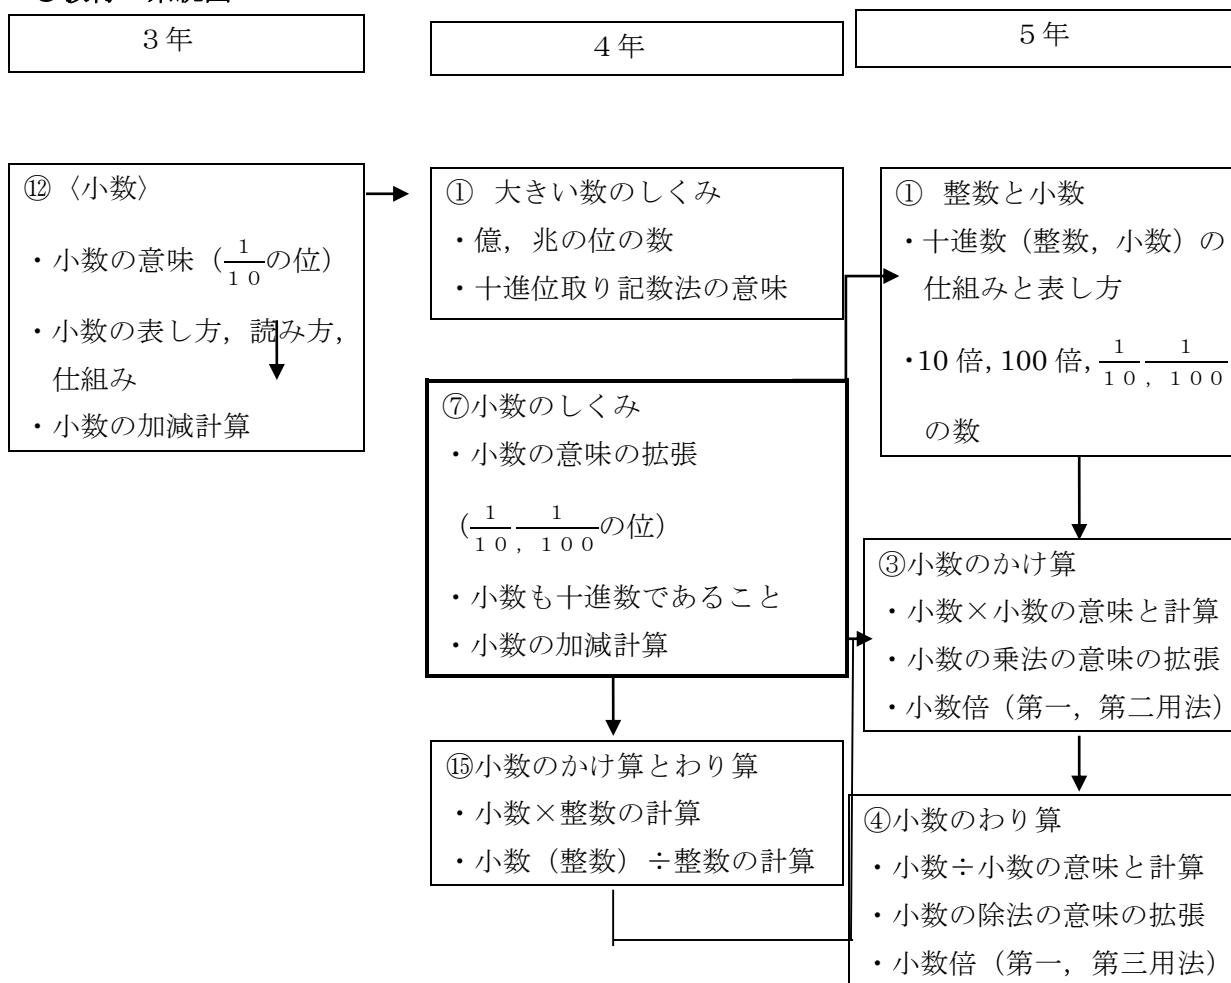 3年
4年
5年
⑫〈小数〉
・小数の意味（1/10の位）
・小数の表し方，読み方，
仕組み
・小数の加減計算
① 大きい数のしくみ
・億，兆の位の数
・十進位取り記数法の意味
⑦小数のしくみ
・小数の意味の拡張
（1/10，1/100の位）
・小数も十進数であること
・小数の加減計算
⑮小数のかけ算とわり算
・小数×整数の計算
・小数（整数）÷整数の計算
① 整数と小数
・十進数（整数，小数）の
仕組みと表し方
・10倍，100倍，1/10，1/100
の数
③小数のかけ算
・小数×小数の意味と計算
・小数の乗法の意味の拡張
・小数倍（第一，第二用法）
④小数のわり算
・小数÷小数の意味と計算
・小数の除法の意味の拡張
・小数倍（第一，第三用法）